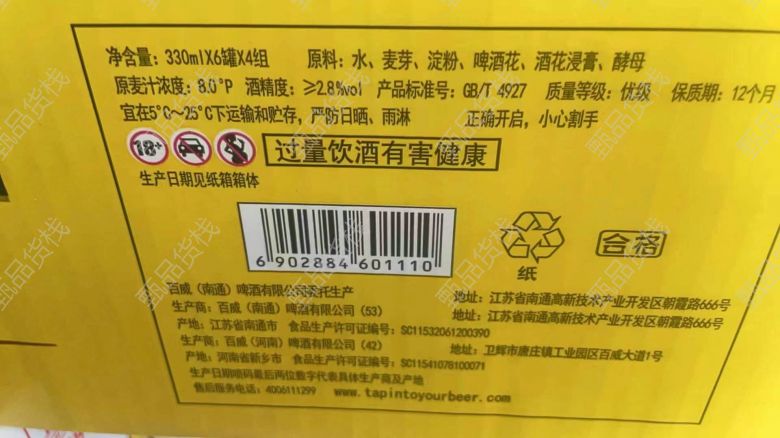 净含量：330mlX6罐X4组 原料：水、麦芽、淀粉、啤酒花、酒花浸膏、酵母
原麦汁浓度：8.0°P 酒精度：≥2.8%vol 产品标准号：GB/T 4927 质量等级：优级 保质期：12个月
宜在5°C～25°C下运输和贮存，严防日晒、雨淋 正确开启，小心割手
18+
过量饮酒有害健康
生产日期见纸箱箱体
6 902884 601110
纸
合格
百威（南通）啤酒有限公司委托生产
生产商：百威（南通）啤酒有限公司（53） 地址：江苏省南通高新技术产业开发区朝霞路666号
产地：江苏省南通市 食品生产许可证编号：SC11532061200390 地址：江苏省南通高新技术产业开发区朝霞路666号
生产商：百威（河南）啤酒有限公司（42） 地址：卫辉市唐庄镇工业园区百威大道1号
产地：河南省新乡市 食品生产许可证编号：SC11541078100071
生产日期喷码最后两位数字代表具体生产商及产地
售后服务电话：4006111299 www.tapintoyourbeer.com
甄品货栈